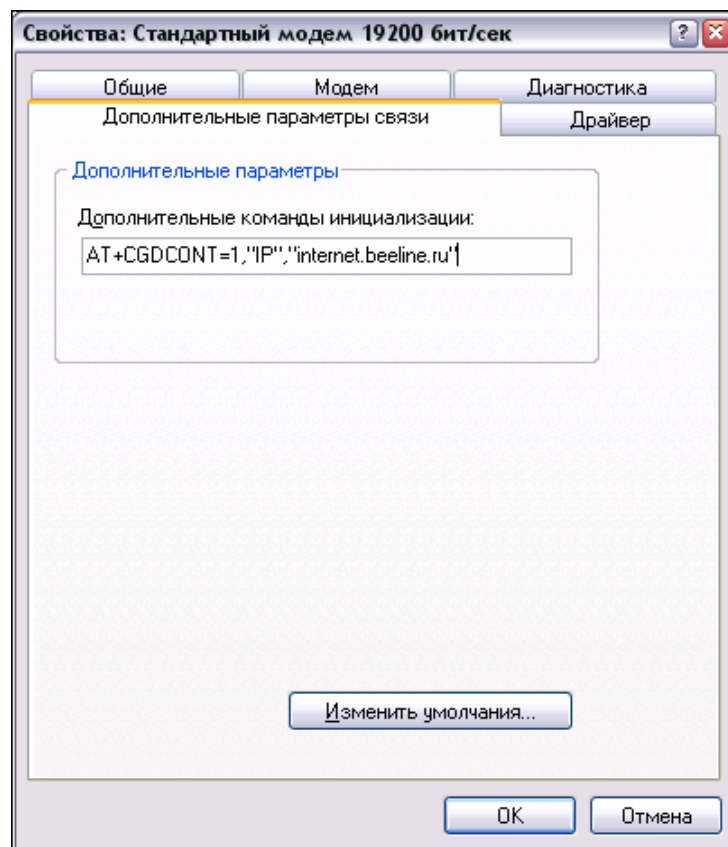 Свойства: Стандартный модем 19200 бит/сек
Общие
Модем
Диагностика
Дополнительные параметры связи
Драйвер
Дополнительные параметры
Дополнительные команды инициализации:
AT+CGDCONT=1,"IP","internet.beeline.ru"
Изменить умолчания...
OK
Отмена